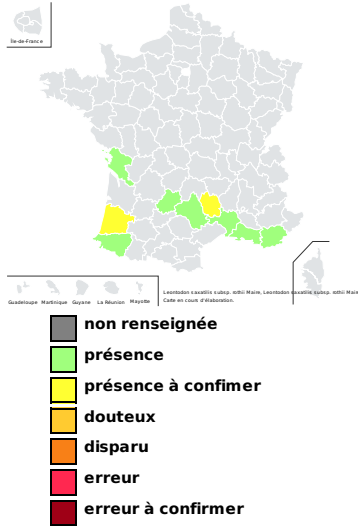 Île-de-France
Guadeloupe Martinique Guyane La Réunion Mayotte
Leontodon saxatilis subsp. rothii Maire, Leontodon saxatilis subsp. rothii Maire
Carte en cours d'élaboration.
non renseignée
présence
présence à confimer
douteux
disparu
erreur
erreur à confirmer